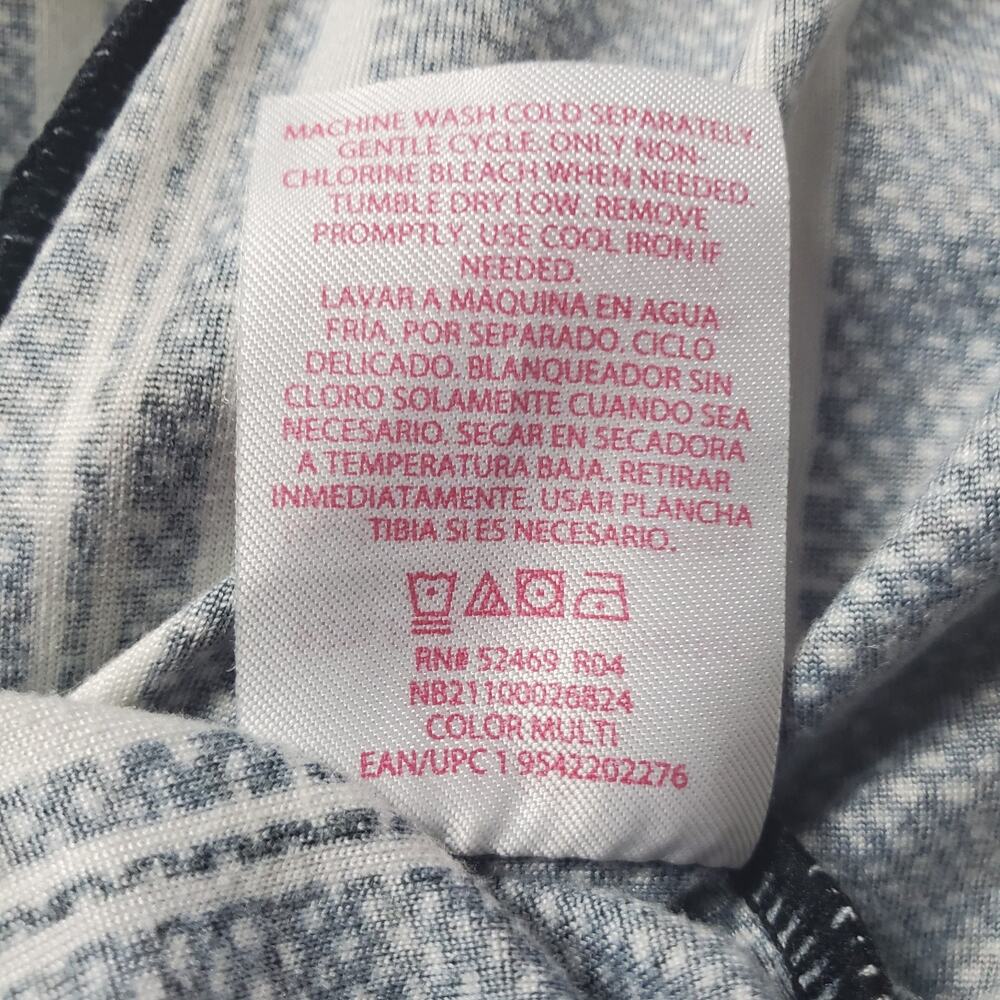 MACHINE WASH COLD SEPARATELY.
GENTLE CYCLE. ONLY NON-
CHLORINE BLEACH WHEN NEEDED.
TUMBLE DRY LOW. REMOVE
PROMPTLY. USE COOL IRON IF
NEEDED.
LAVAR A MÁQUINA EN AGUA
FRÍA, POR SEPARADO. CICLO
DELICADO. BLANQUEADOR SIN
CLORO SOLAMENTE CUANDO SEA
NECESARIO. SECAR EN SECADORA
A TEMPERATURA BAJA. RETIRAR
INMEDIATAMENTE. USAR PLANCHA
TIBIA SI ES NECESARIO.
RN# 52469 R04
NB21100026824
COLOR MULTI
EAN/UPC 1 9542202276